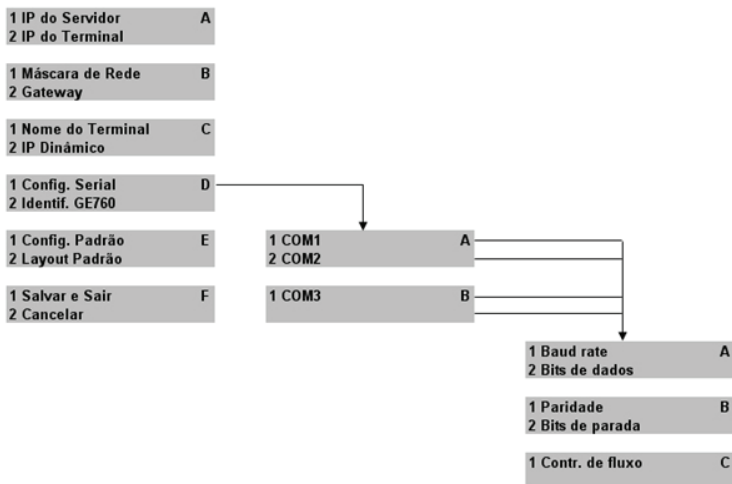 1 IP do Servidor A
2 IP do Terminal
1 Máscara de Rede B
2 Gateway
1 Nome do Terminal C
2 IP Dinámico
1 Config. Serial D
2 Identif. GE760
1 Config. Padrão E
2 Layout Padrão
1 Salvar e Sair F
2 Cancelar
1 COM1 A
2 COM2
1 COM3 B
1 Baud rate A
2 Bits de dados
1 Paridade B
2 Bits de parada
1 Contr. de fluxo C